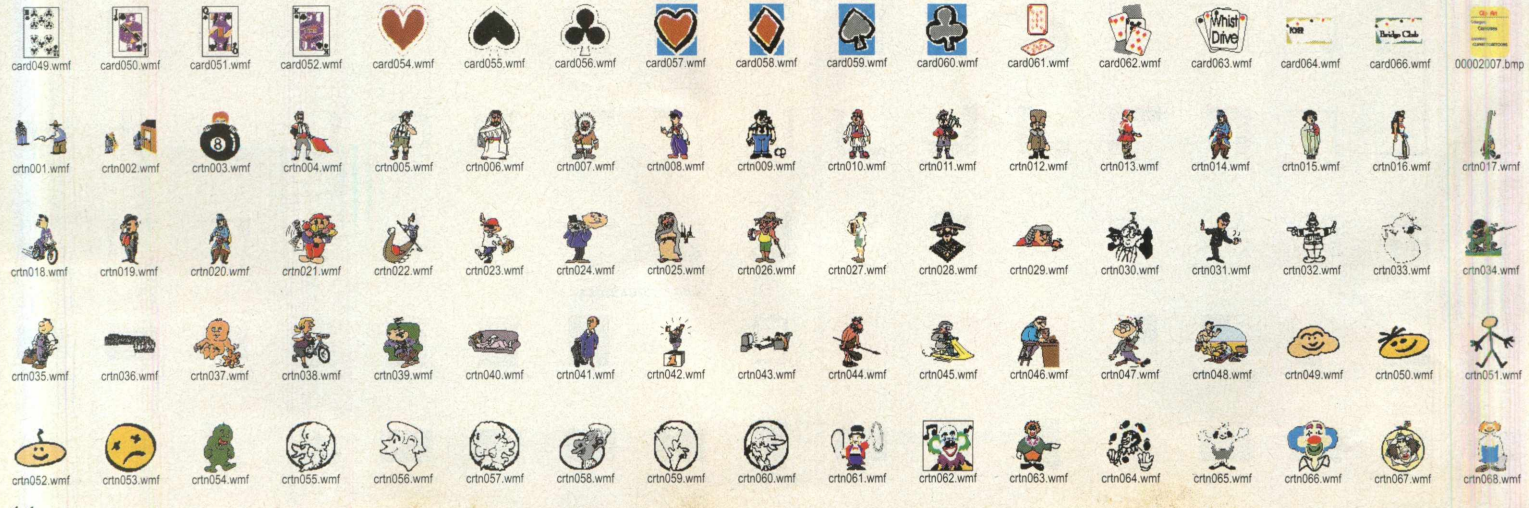 card049.wmf card050.wmf card051.wmf card052.wmf card054.wmf card055.wmf card056.wmf card057.wmf card058.wmf card059.wmf card060.wmf card061.wmf card062.wmf card063.wmf card064.wmf card066.wmf 00002007.bmp
Whist
Drive
Bridge Club
8
crtn001.wmf crtn002.wmf crtn003.wmf crtn004.wmf crtn005.wmf crtn006.wmf crtn007.wmf crtn008.wmf crtn009.wmf crtn010.wmf crtn011.wmf crtn012.wmf crtn013.wmf crtn014.wmf crtn015.wmf crtn016.wmf crtn017.wmf
crtn018.wmf crtn019.wmf crtn020.wmf crtn021.wmf crtn022.wmf crtn023.wmf crtn024.wmf crtn025.wmf crtn026.wmf crtn027.wmf crtn028.wmf crtn029.wmf crtn030.wmf crtn031.wmf crtn032.wmf crtn033.wmf crtn034.wmf
crtn035.wmf crtn036.wmf crtn037.wmf crtn038.wmf crtn039.wmf crtn040.wmf crtn041.wmf crtn042.wmf crtn043.wmf crtn044.wmf crtn045.wmf crtn046.wmf crtn047.wmf crtn048.wmf crtn049.wmf crtn050.wmf crtn051.wmf
crtn052.wmf crtn053.wmf crtn054.wmf crtn055.wmf crtn056.wmf crtn057.wmf crtn058.wmf crtn059.wmf crtn060.wmf crtn061.wmf crtn062.wmf crtn063.wmf crtn064.wmf crtn065.wmf crtn066.wmf crtn067.wmf crtn068.wmf